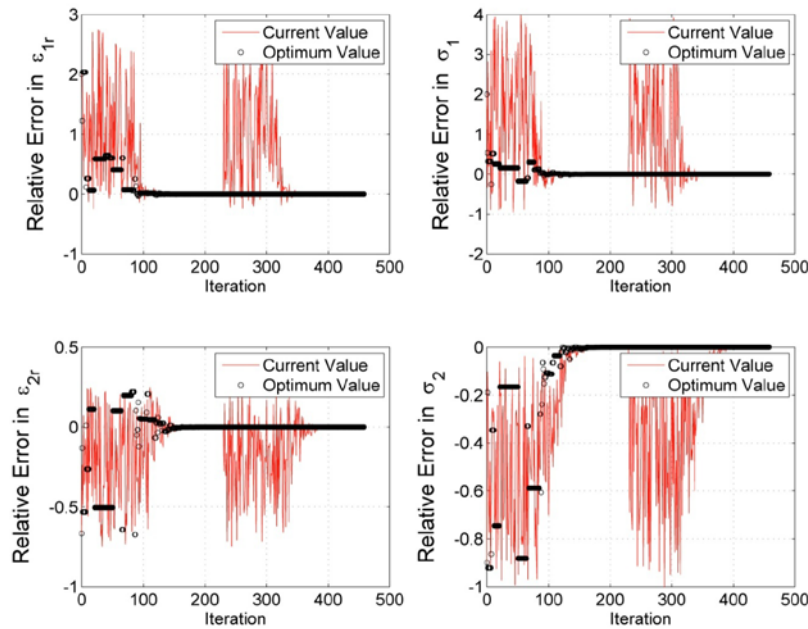 Relative Error in ε1r
3
2
1
0
-1
0 100 200 300 400 500
Iteration
Current Value
Optimum Value
Relative Error in σ1
4
2
0
2
4
0 100 200 300 400 500
Iteration
Current Value
Optimum Value
Relative Error in ε2r
0.5
0
-0.5
-1
0 100 200 300 400 500
Iteration
Current Value
Optimum Value
Relative Error in σ2
0
-0.2
-0.4
-0.6
-0.8
-1
0 100 200 300 400 500
Iteration
Current Value
Optimum Value